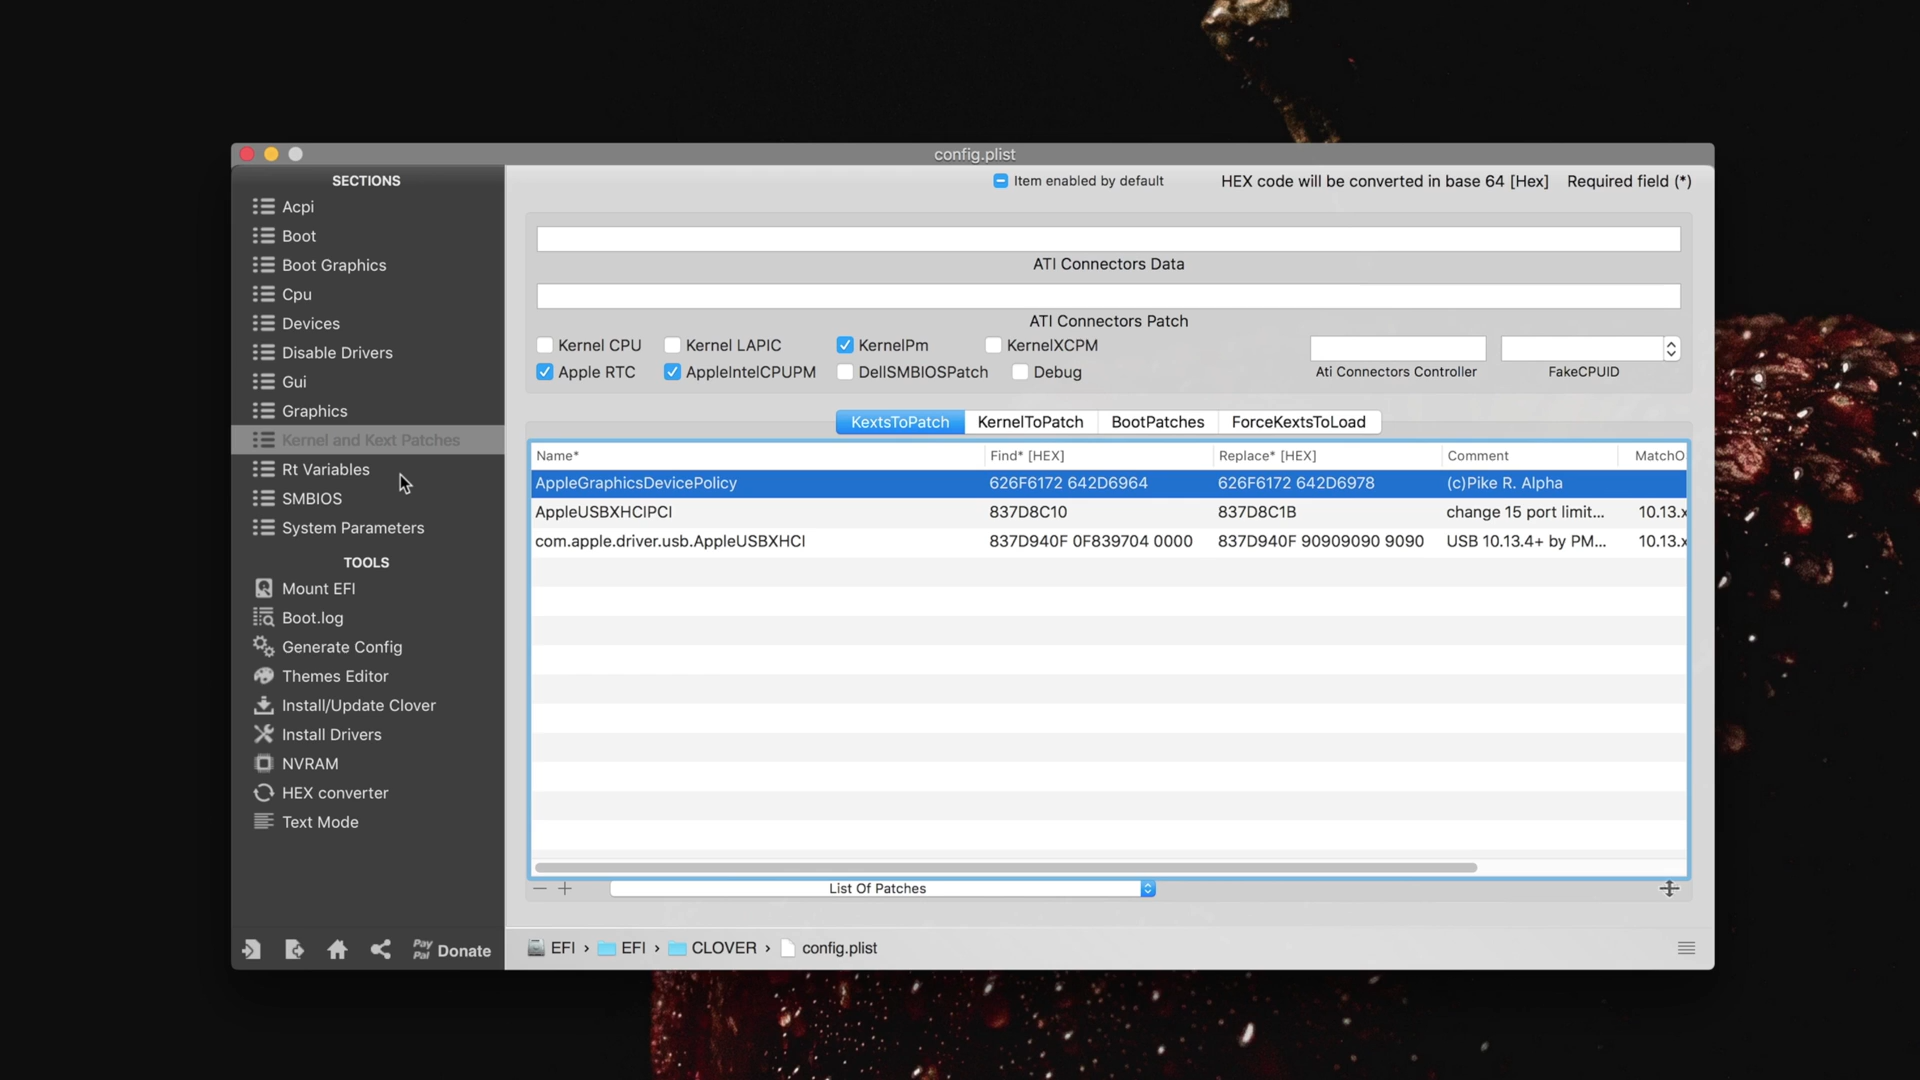 config.plist
SECTIONS
Acpi
Boot
Boot Graphics
Cpu
Devices
Disable Drivers
Gui
Graphics
Kernel and Kext Patches
Rt Variables
SMBIOS
System Parameters
TOOLS
Mount EFI
Boot.log
Generate Config
Themes Editor
Install/Update Clover
Install Drivers
NVRAM
HEX converter
Text Mode
Pay Pal Donate
Item enabled by default HEX code will be converted in base 64 [Hex] Required field (*)
ATI Connectors Data
ATI Connectors Patch
Kernel CPU Kernel LAPIC KernelPm KernelXCPM
Apple RTC AppleIntelCPUPM DellSMBIOSPatch Debug
Ati Connectors Controller FakeCPUID
KextsToPatch KernelToPatch BootPatches ForceKextsToLoad
Name* Find* [HEX] Replace* [HEX] Comment MatchO
AppleGraphicsDevicePolicy 626F6172 642D6964 626F6172 642D6978 (c)Pike R. Alpha
AppleUSBXHCIPCI 837D8C10 837D8C1B change 15 port limit... 10.13.x
com.apple.driver.usb.AppleUSBXHCI 837D940F 0F839704 0000 837D940F 90909090 9090 USB 10.13.4+ by PM... 10.13.x
List Of Patches
EFI › EFI › CLOVER › config.plist